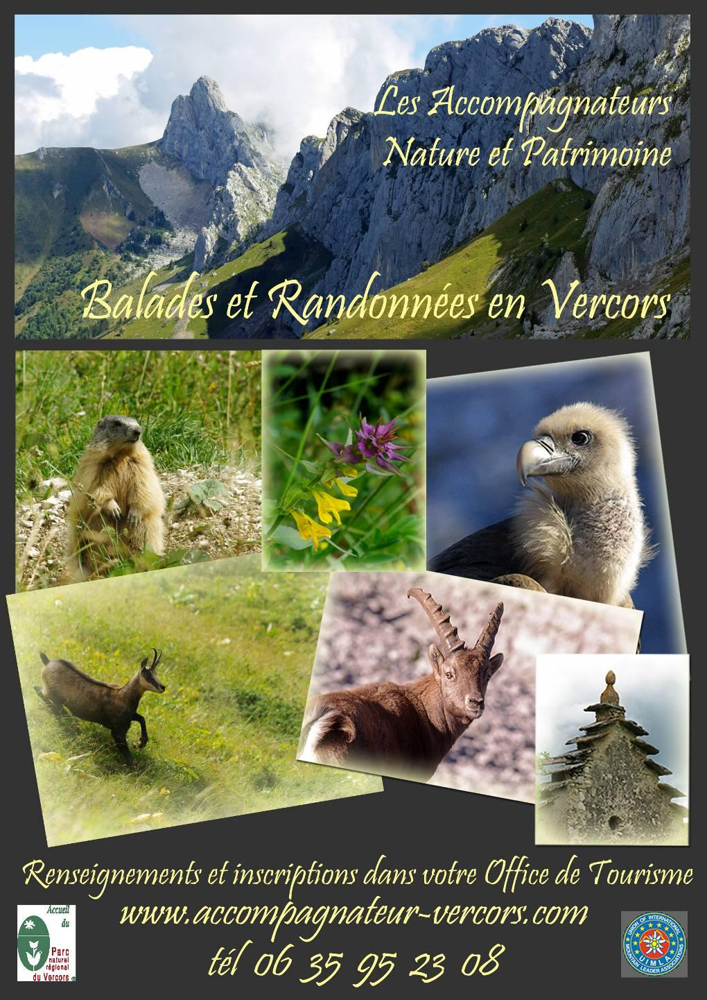 Les Accompagnateurs
Nature et Patrimoine
Balades et Randonnées en Vercors
Renseignements et inscriptions dans votre Office de Tourisme
www.accompagnateur-vercors.com
tél 06 35 95 23 08
Accueil
du
Parc
naturel
régional
du Vercors ®
UNION OF INTERNATIONAL
MOUNTAIN LEADER ASSOCIATIONS
UIMLA